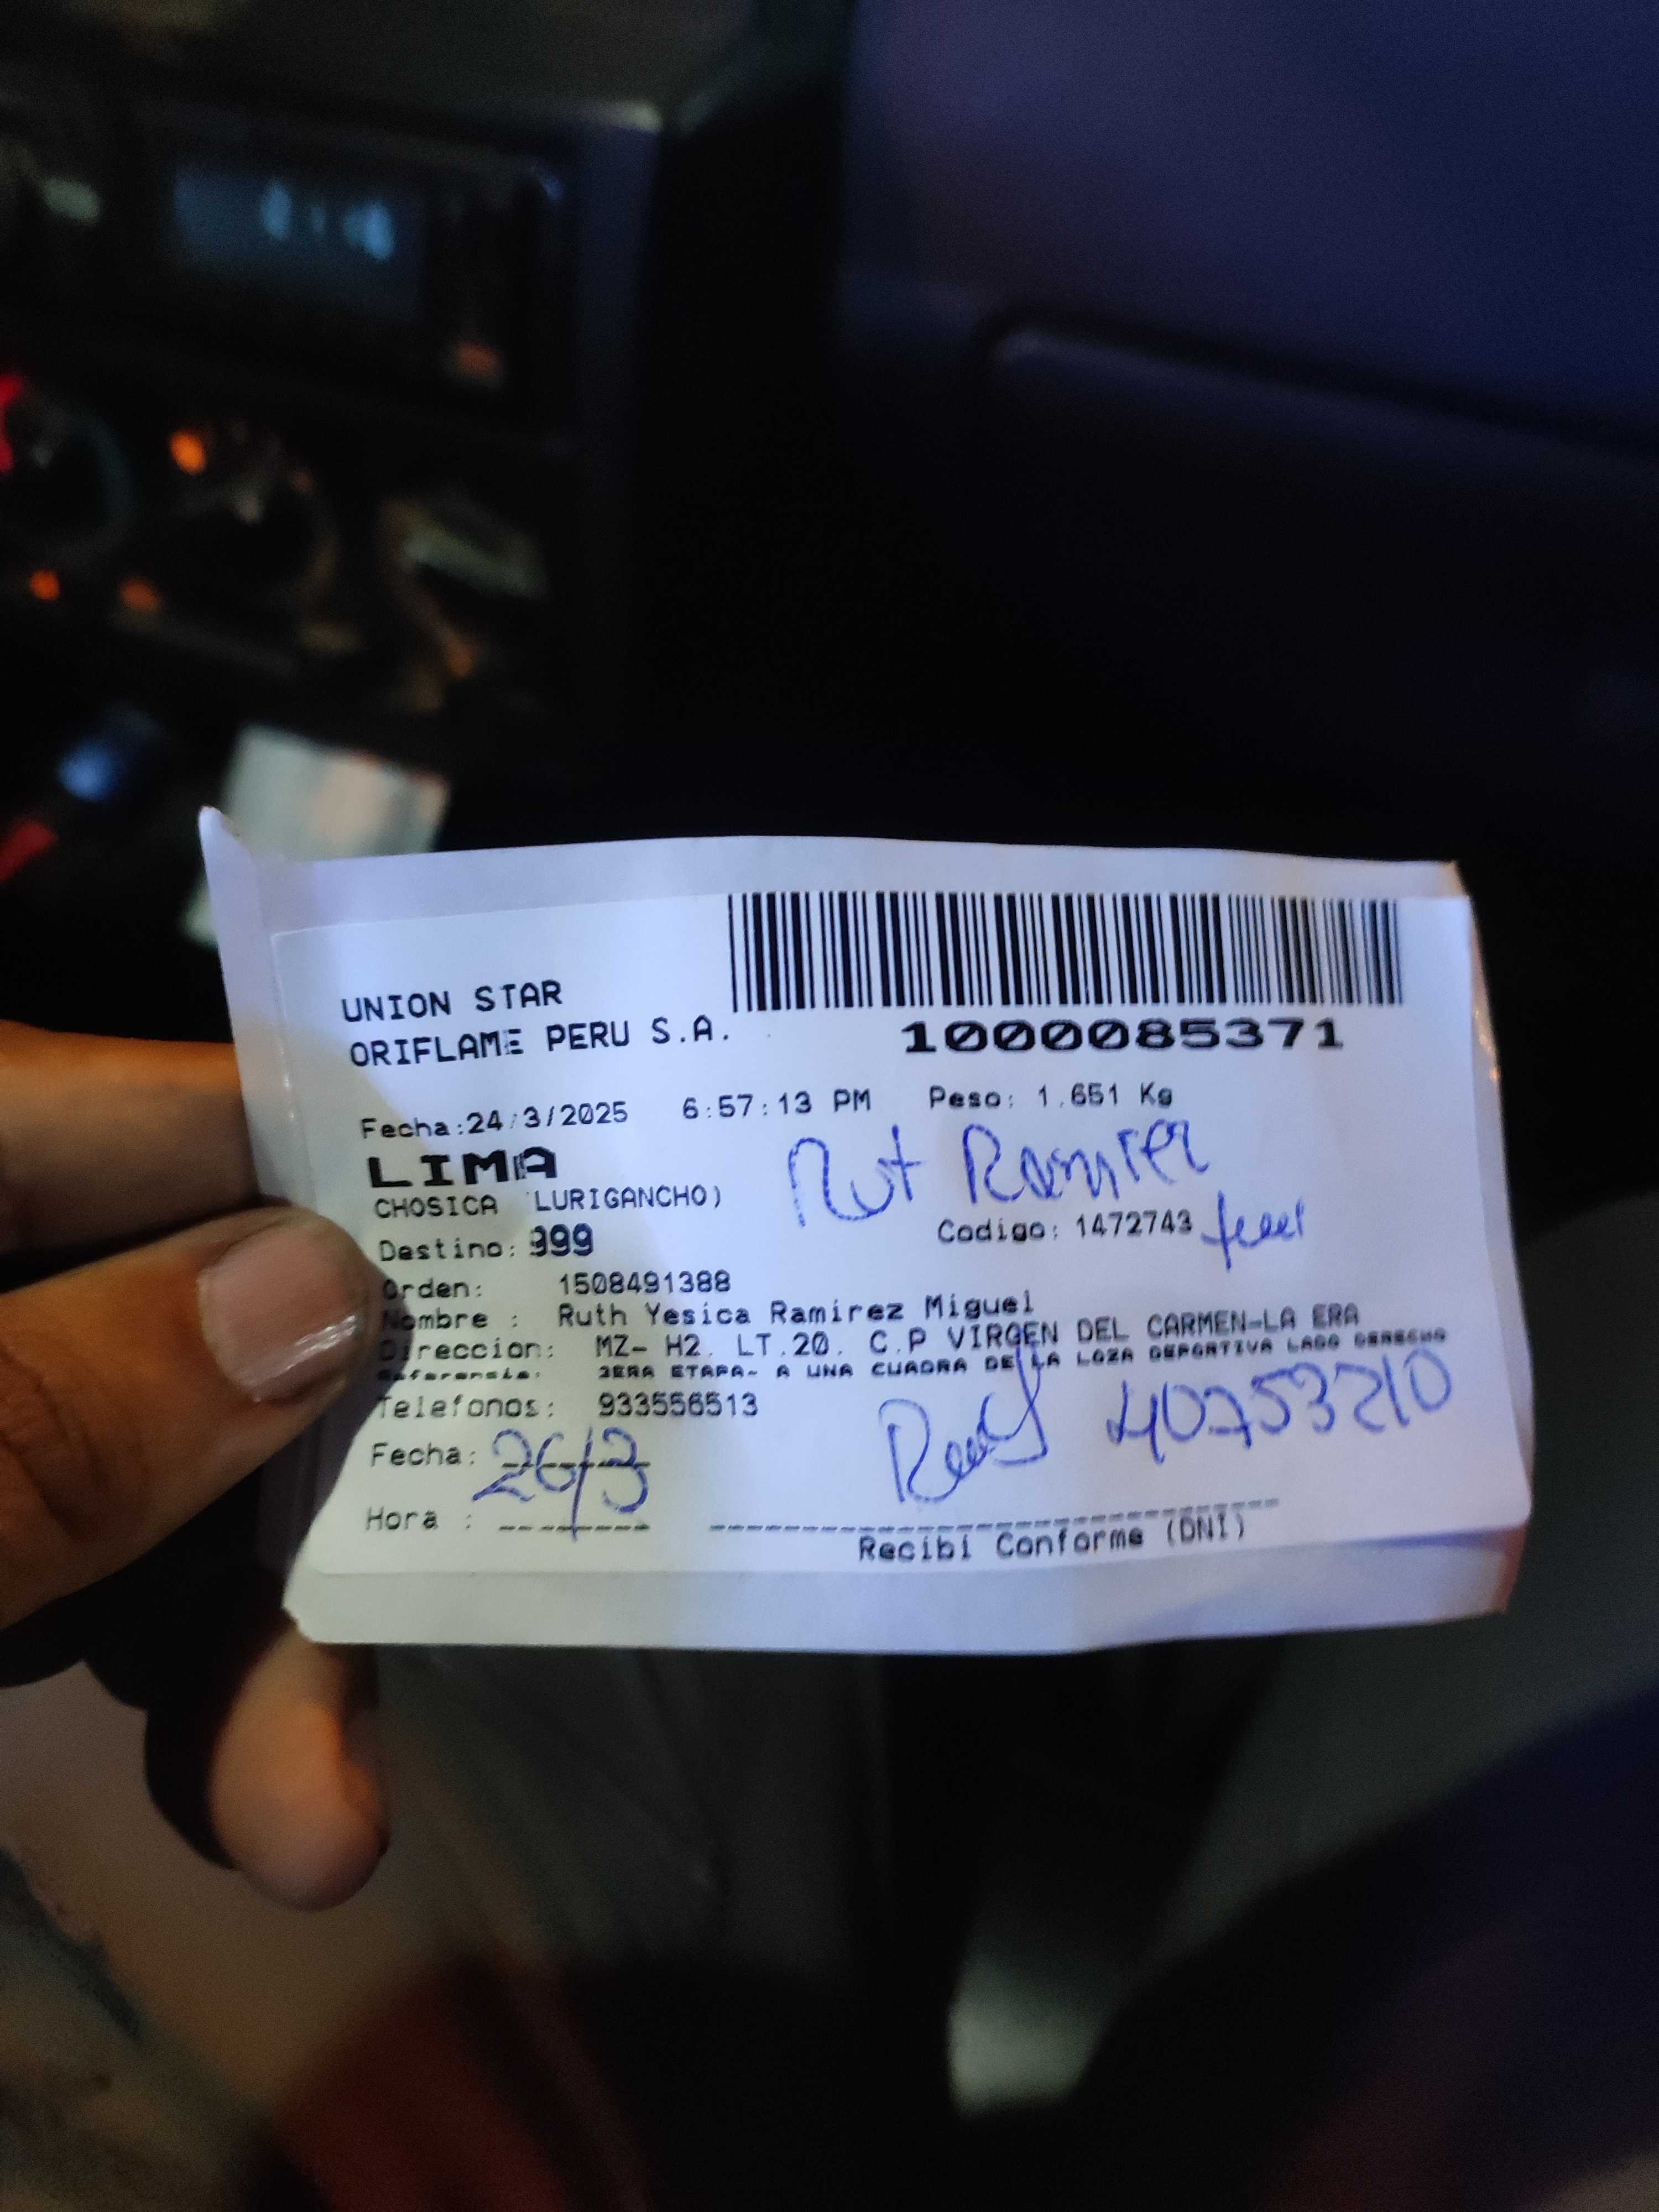 UNION STAR
ORIFLAME PERU S.A.
1000085371
Fecha:24/3/2025 6:57:13 PM Peso: 1.651 Kg
LIMA
CHOSICA (LURIGANCHO)
Rut Ramirez
Destino: 999
Codigo: 1472743
Orden: 1508491388
Nombre : Ruth Yesica Ramirez Miguel
Direccion: MZ- H2. LT.20. C.P VIRGEN DEL CARMEN-LA ERA
Referencia: 3ERA ETAPA- A UNA CUADRA DE LA LOZA DEPORTIVA LADO DERECHO
Telefonos: 933556513
Fecha: 26/3
40753210
Hora :
Recibi Conforme (DNI)